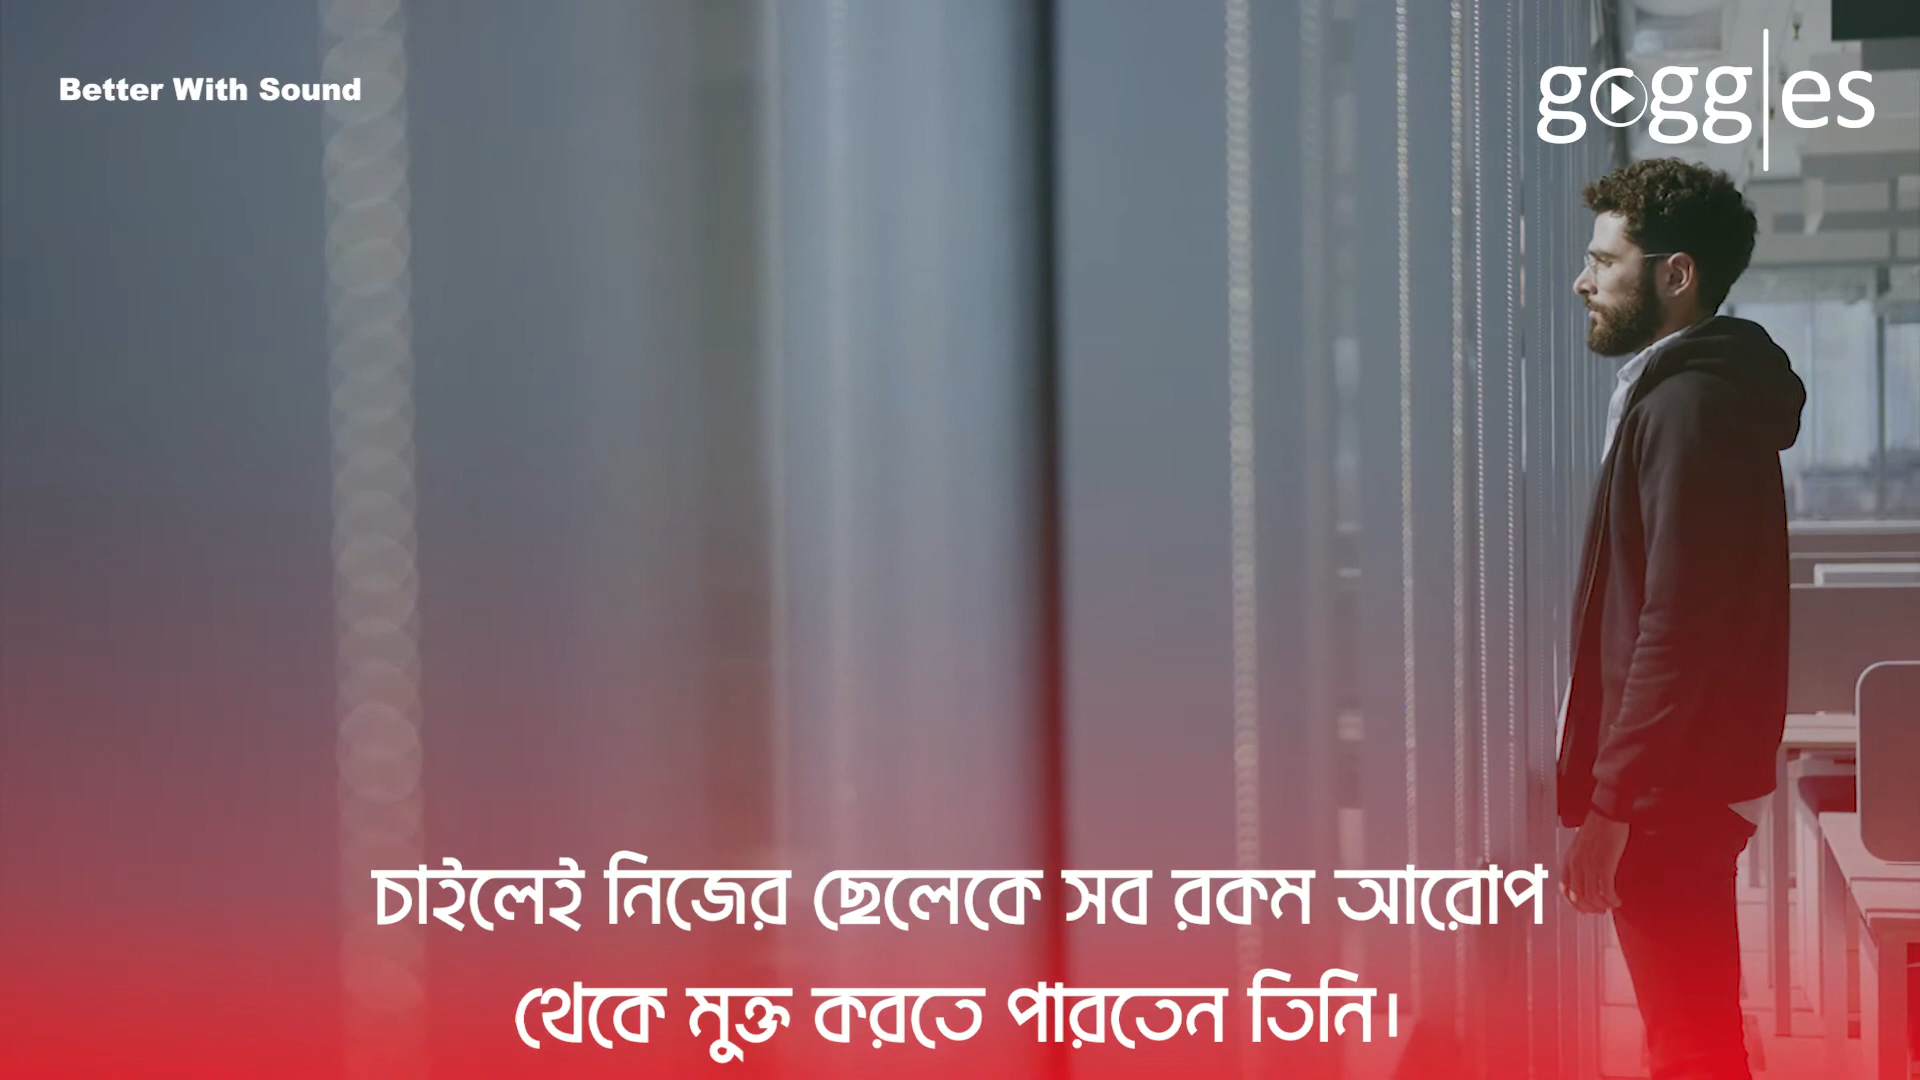 Better With Sound
goggles
চাইলেই নিজের ছেলেকে সব রকম আরোপ
থেকে মুক্ত করতে পারতেন তিনি।